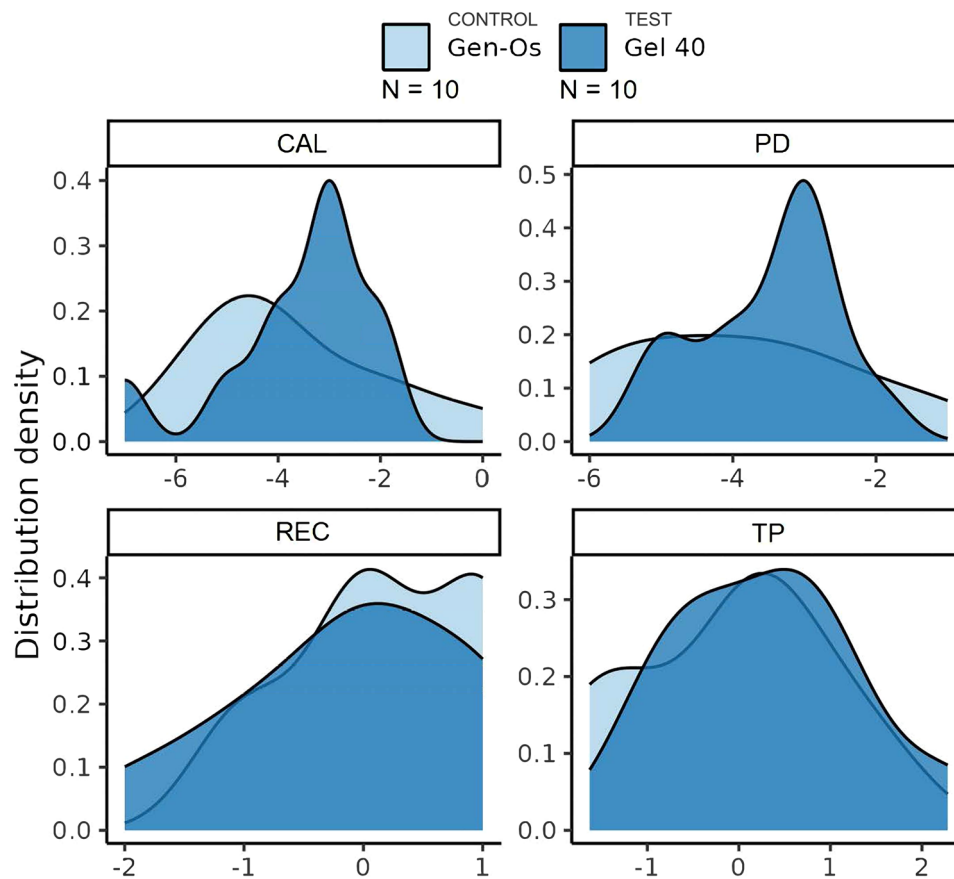 CONTROL TEST
Gen-Os Gel 40
N = 10 N = 10
CAL PD
Distribution density
0.4
0.3
0.2
0.1
0.0
-6 -4 -2 0
0.5
0.4
0.3
0.2
0.1
0.0
-6 -4 -2
REC TP
0.4
0.3
0.2
0.1
0.0
-2 -1 0 1
0.3
0.2
0.1
0.0
-1 0 1 2